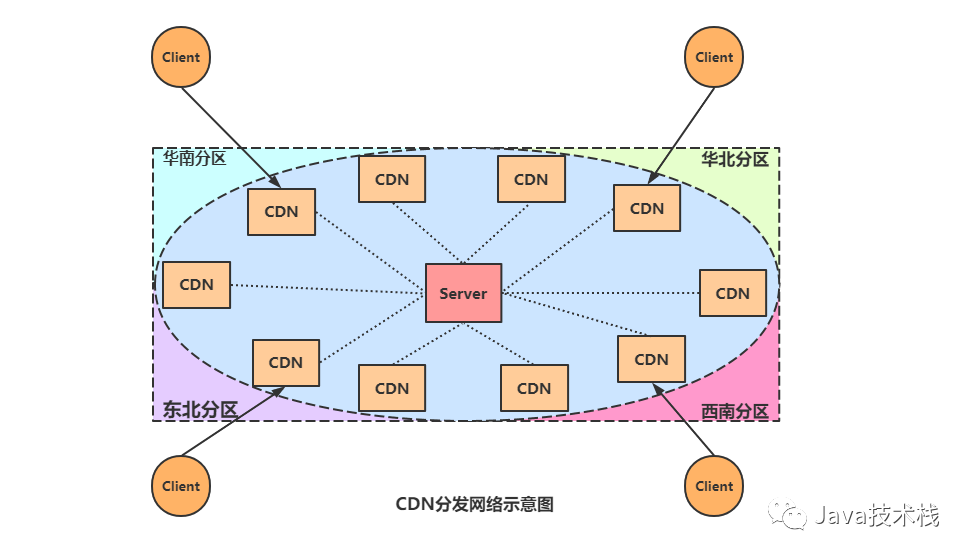 Client
Client
华南分区
华北分区
CDN
CDN
CDN
CDN
CDN
Server
CDN
CDN
CDN
CDN
CDN
东北分区
西南分区
Client
Client
CDN分发网络示意图
Java技术栈